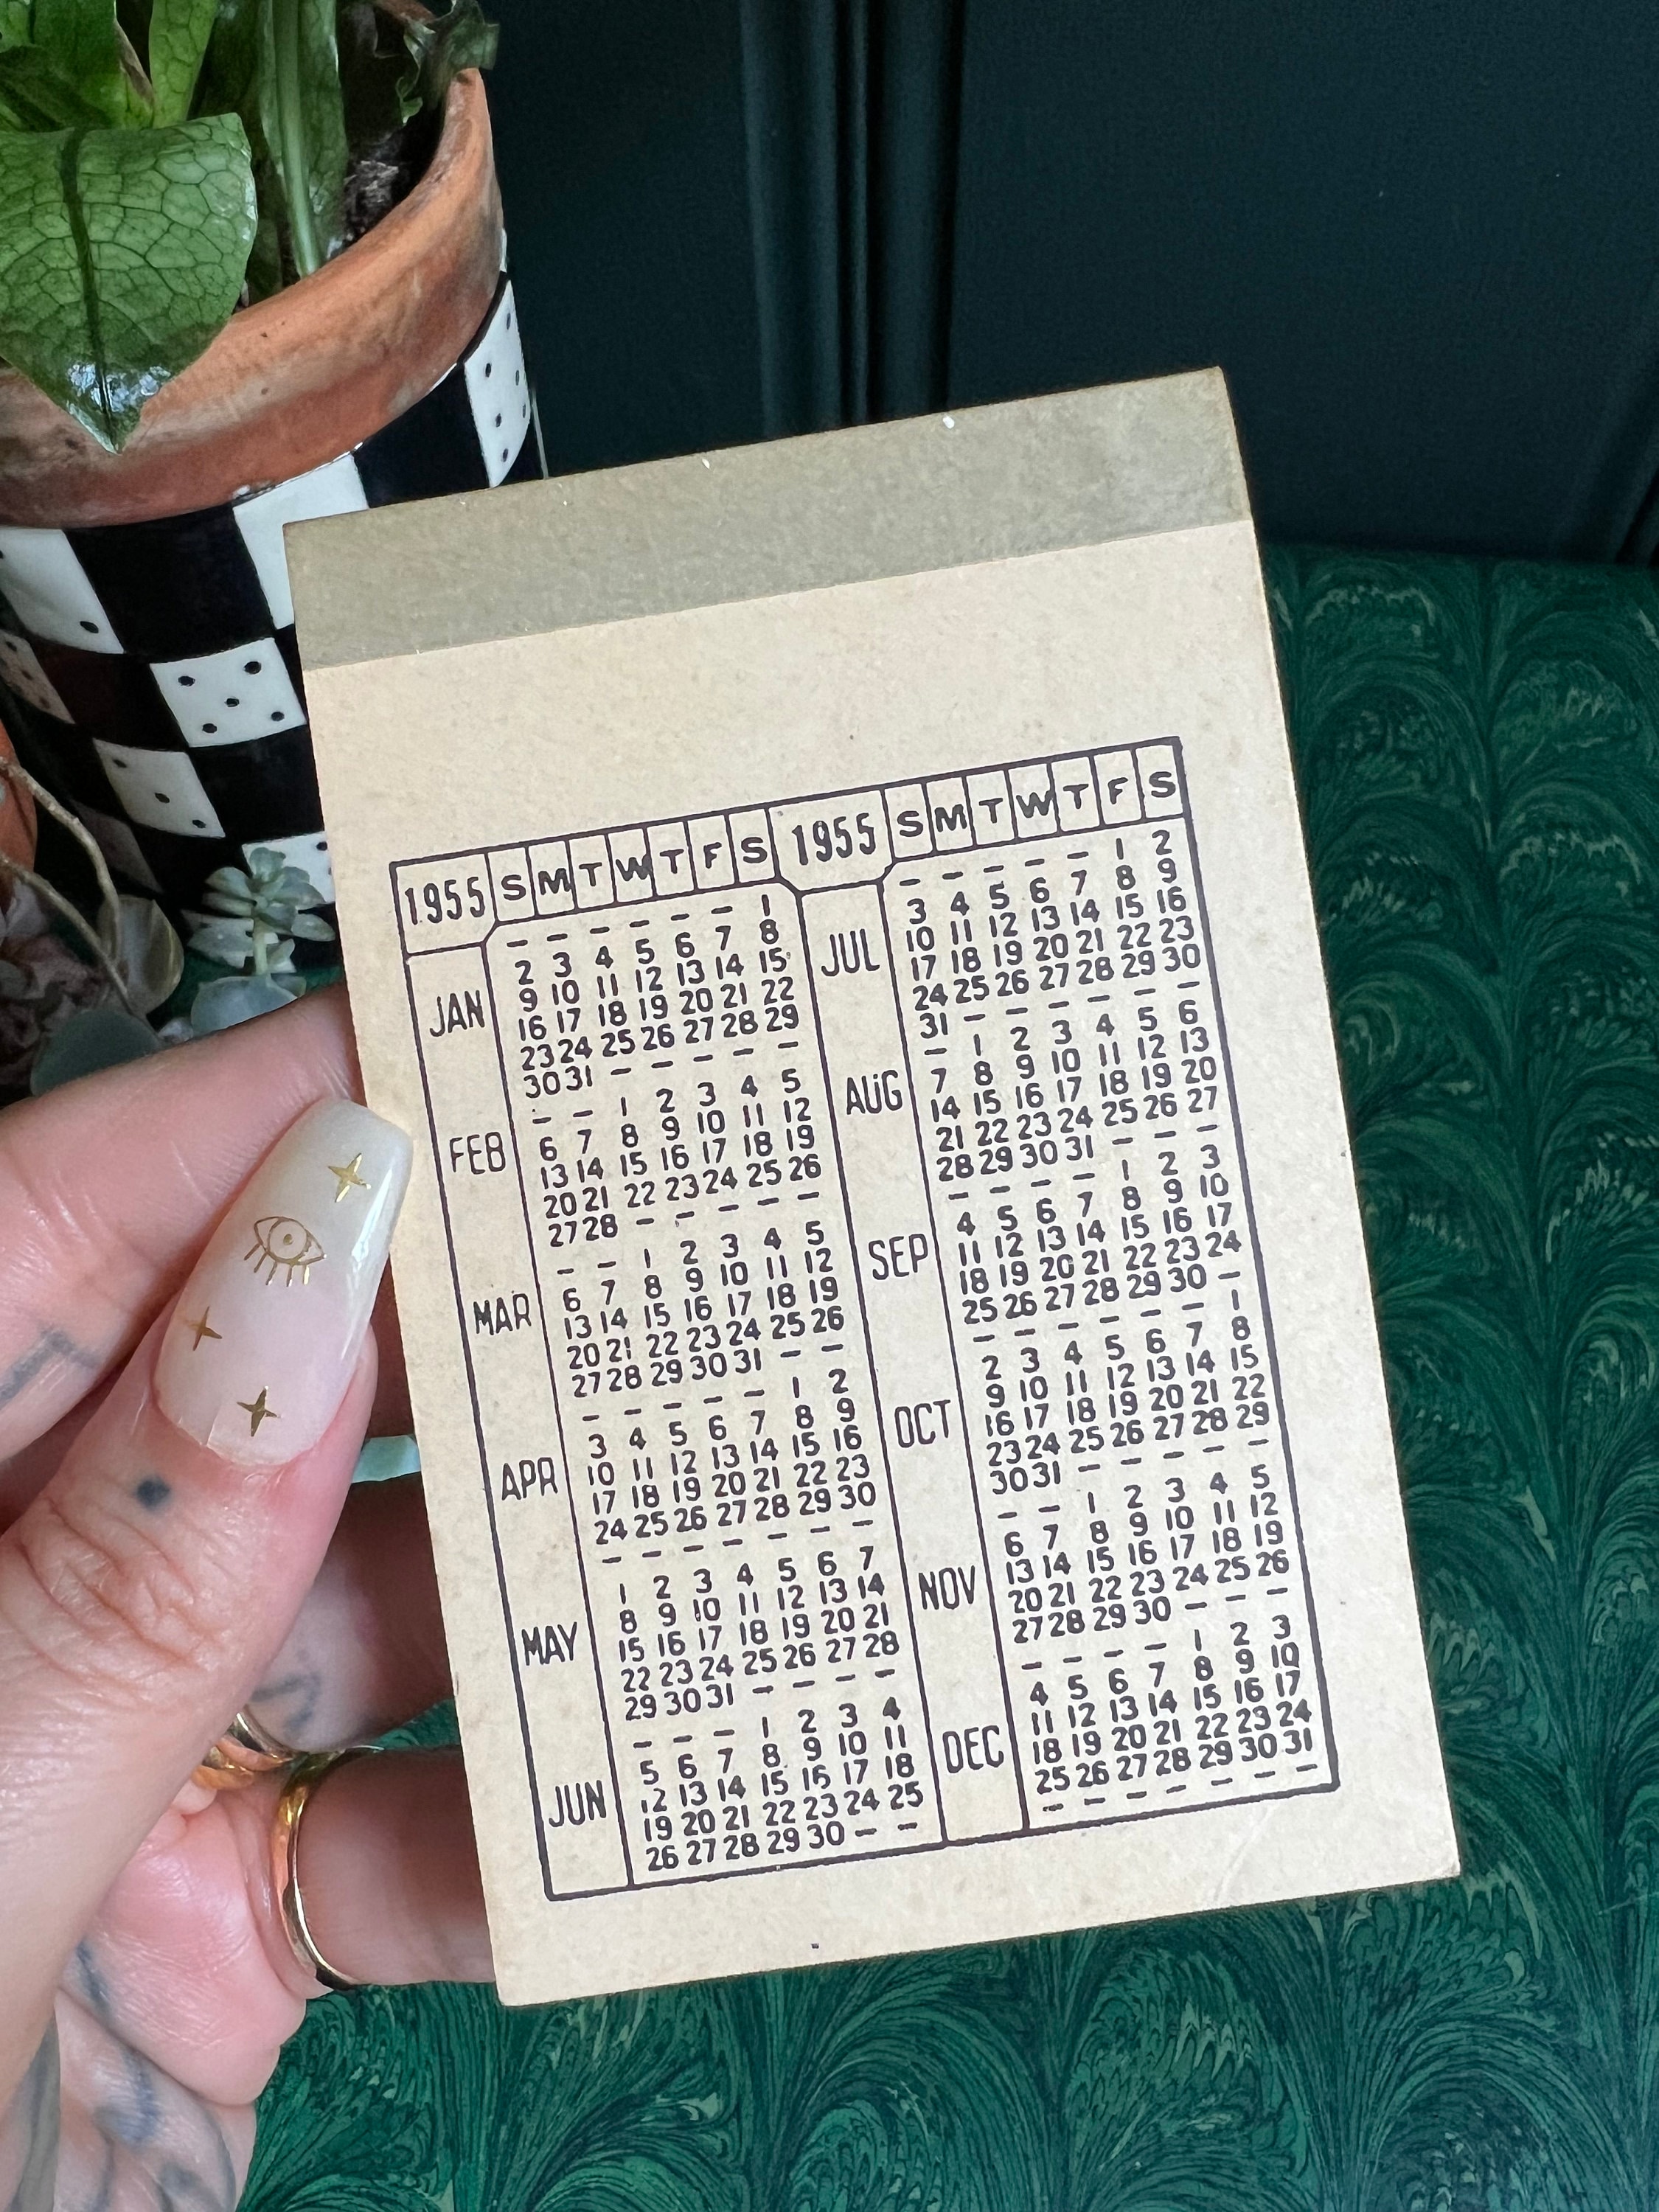 1955 S M T W T F S
JAN
- - - - - - 1
2 3 4 5 6 7 8
9 10 11 12 13 14 15
16 17 18 19 20 21 22
23 24 25 26 27 28 29
30 31 - - - - -
FEB
- - 1 2 3 4 5
6 7 8 9 10 11 12
13 14 15 16 17 18 19
20 21 22 23 24 25 26
27 28 - - - - -
MAR
- - 1 2 3 4 5
6 7 8 9 10 11 12
13 14 15 16 17 18 19
20 21 22 23 24 25 26
27 28 29 30 31 - -
APR
- - - - - 1 2
3 4 5 6 7 8 9
10 11 12 13 14 15 16
17 18 19 20 21 22 23
24 25 26 27 28 29 30
- - - - - - -
MAY
1 2 3 4 5 6 7
8 9 10 11 12 13 14
15 16 17 18 19 20 21
22 23 24 25 26 27 28
29 30 31 - - - -
JUN
- - - 1 2 3 4
5 6 7 8 9 10 11
12 13 14 15 16 17 18
19 20 21 22 23 24 25
26 27 28 29 30 - -
1955 S M T W T F S
JUL
- - - - - 1 2
3 4 5 6 7 8 9
10 11 12 13 14 15 16
17 18 19 20 21 22 23
24 25 26 27 28 29 30
31 - - - - - -
AUG
- 1 2 3 4 5 6
7 8 9 10 11 12 13
14 15 16 17 18 19 20
21 22 23 24 25 26 27
28 29 30 31 - - -
SEP
- - - - 1 2 3
4 5 6 7 8 9 10
11 12 13 14 15 16 17
18 19 20 21 22 23 24
25 26 27 28 29 30 -
OCT
- - - - - - 1
2 3 4 5 6 7 8
9 10 11 12 13 14 15
16 17 18 19 20 21 22
23 24 25 26 27 28 29
30 31 - - - - -
NOV
- - 1 2 3 4 5
6 7 8 9 10 11 12
13 14 15 16 17 18 19
20 21 22 23 24 25 26
27 28 29 30 - - -
DEC
- - - - 1 2 3
4 5 6 7 8 9 10
11 12 13 14 15 16 17
18 19 20 21 22 23 24
25 26 27 28 29 30 31
- - - - - - -